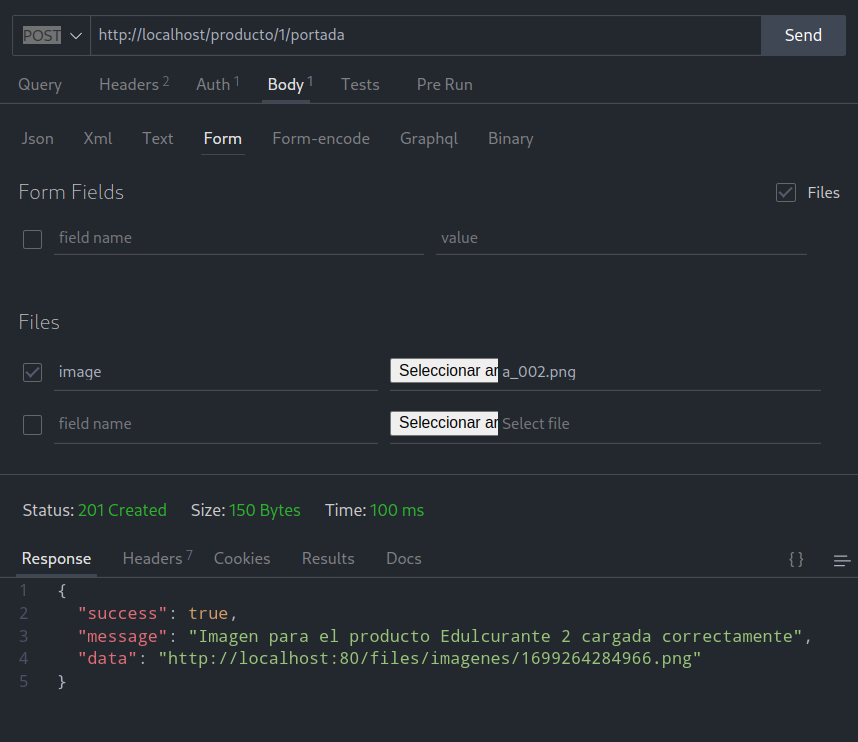 POST http://localhost/producto/1/portada Send
Query Headers 2 Auth 1 Body 1 Tests Pre Run
Json Xml Text Form Form-encode Graphql Binary
Form Fields Files
field name value
Files
image Seleccionar ar a_002.png
field name Seleccionar ar Select file
Status: 201 Created Size: 150 Bytes Time: 100 ms
Response Headers 7 Cookies Results Docs { }
1 {
2 "success": true,
3 "message": "Imagen para el producto Edulcurante 2 cargada correctamente",
4 "data": "http://localhost:80/files/imagenes/1699264284966.png"
5 }